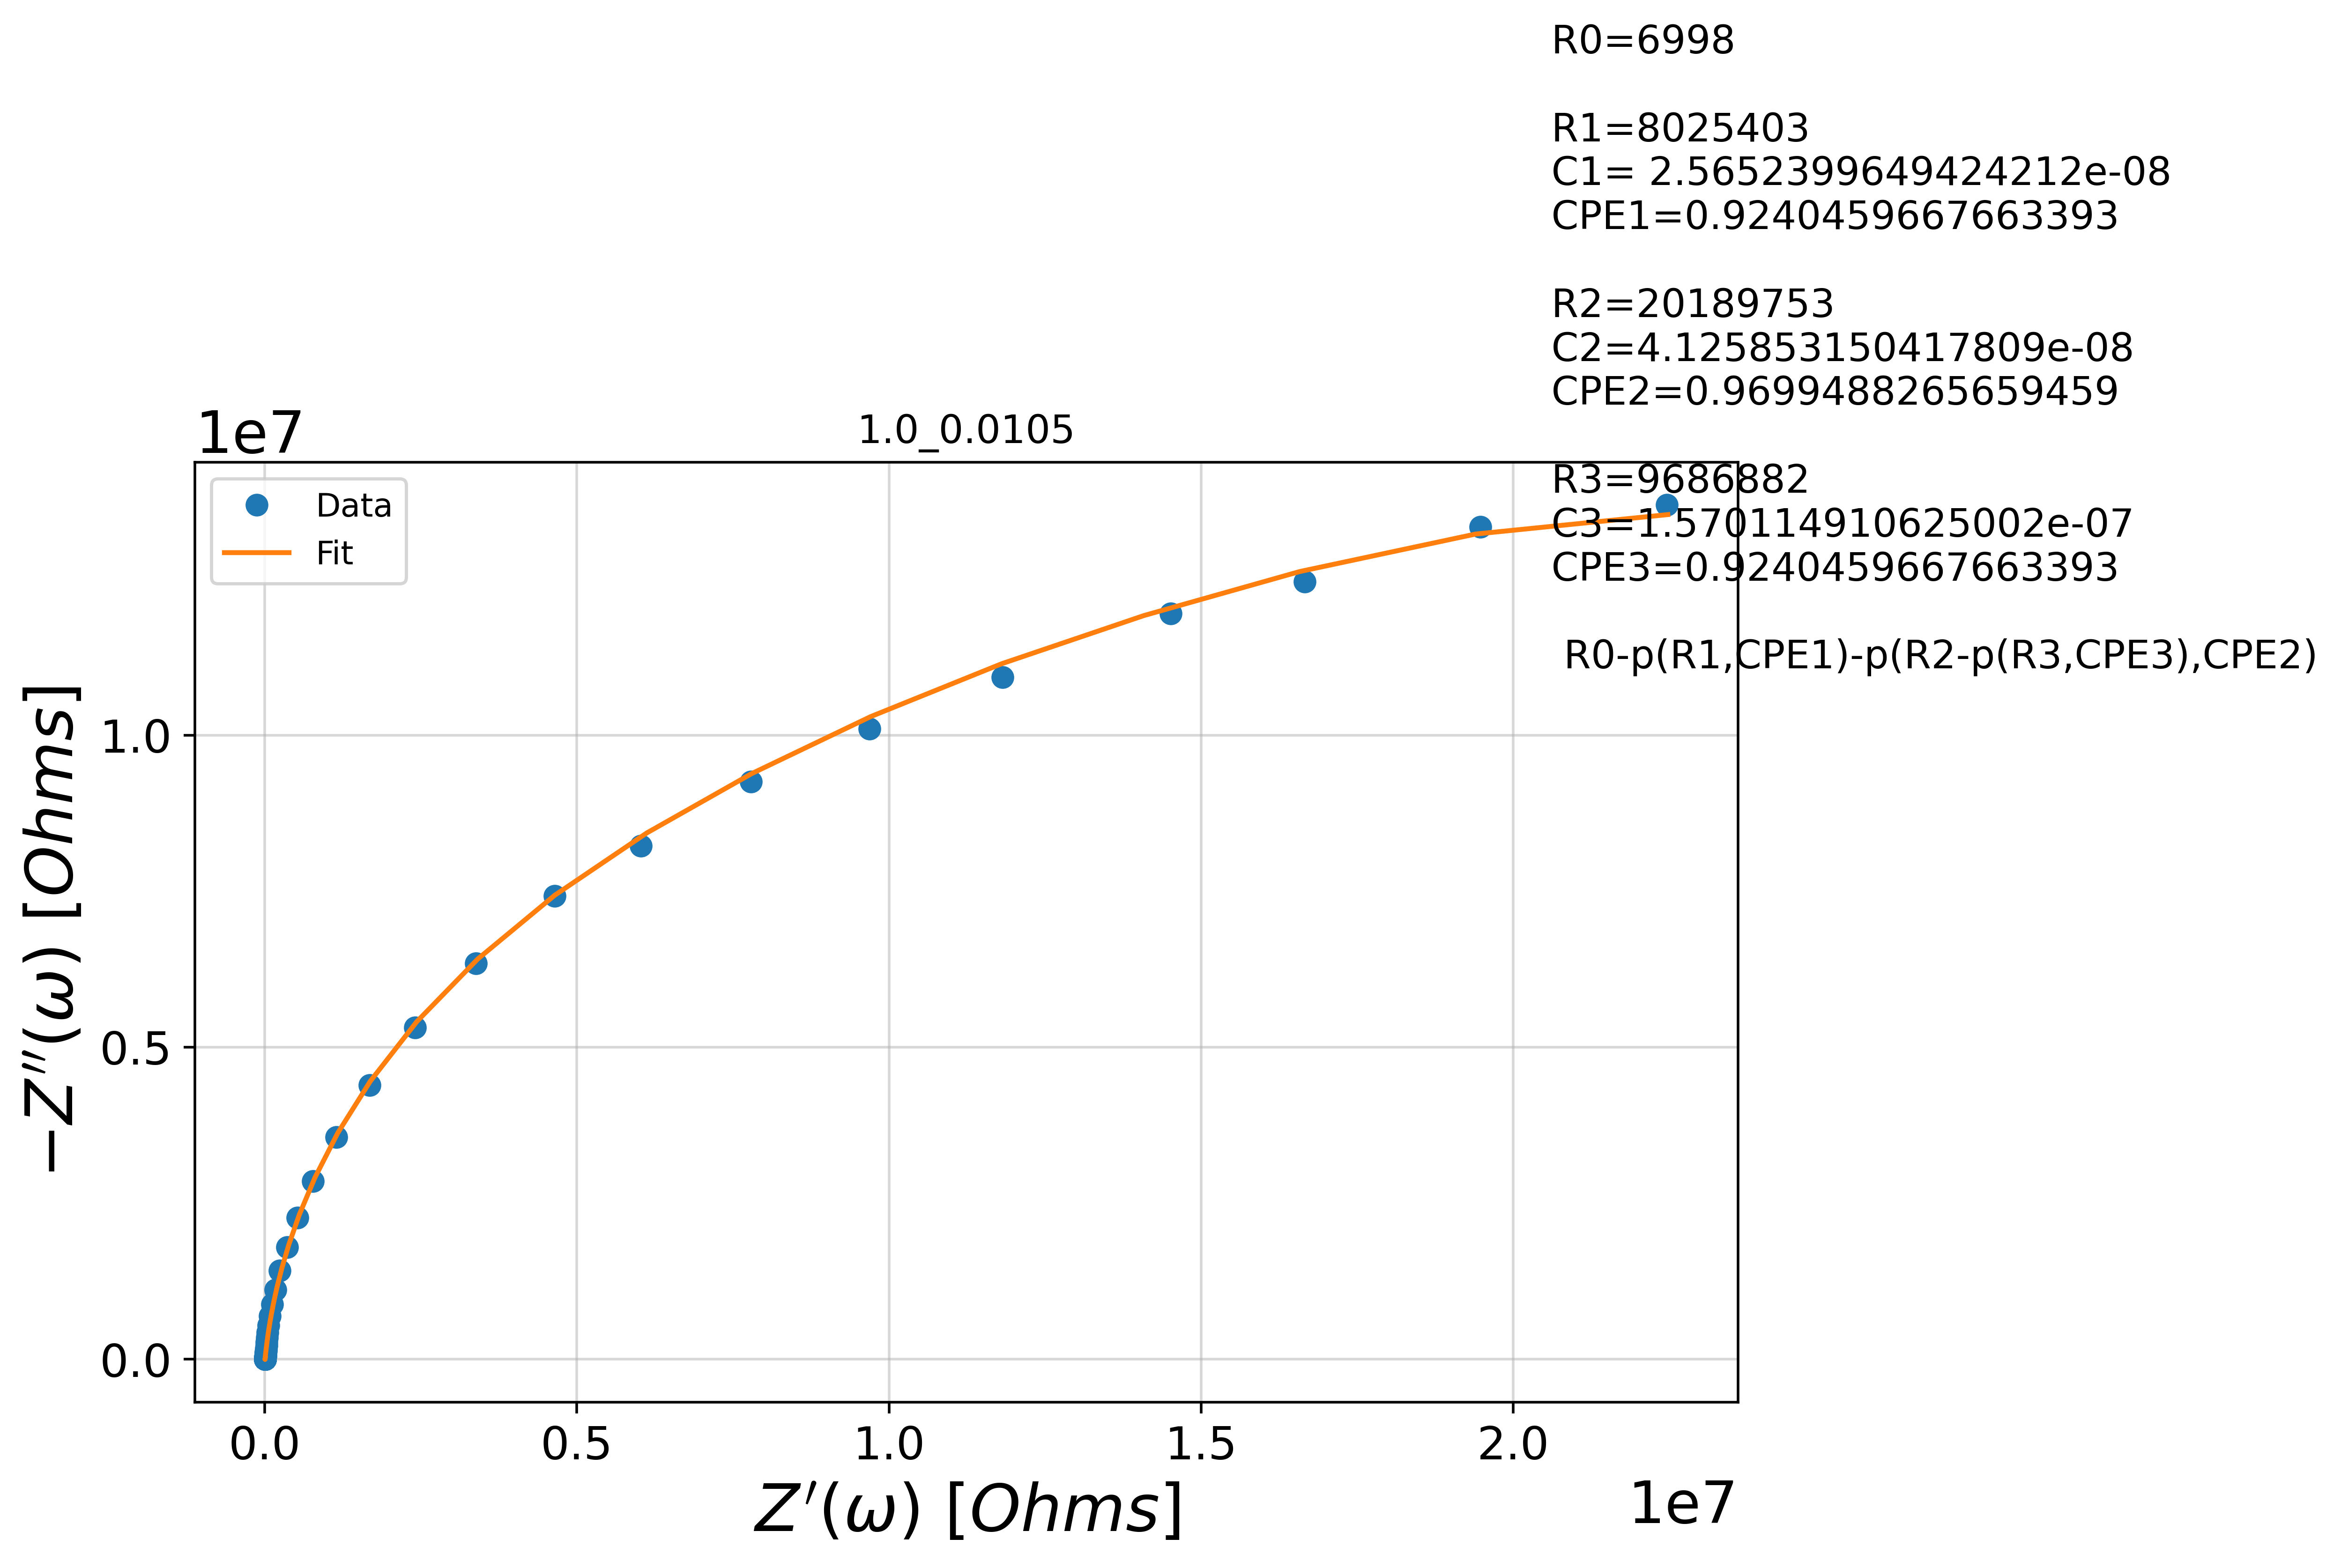 R0=6998
R1=8025403
C1= 2.5652399649424212e-08
CPE1=0.9240459667663393
R2=20189753
C2=4.125853150417809e-08
CPE2=0.9699488265659459
R3=9686882
C3=1.570114910625002e-07
CPE3=0.9240459667663393
R0-p(R1,CPE1)-p(R2-p(R3,CPE3),CPE2)
1e7
1.0_0.0105
Data
Fit
1.0
0.5
0.0
−Z′′(ω) [Ohms]
0.0 0.5 1.0 1.5 2.0
Z′(ω) [Ohms]
1e7